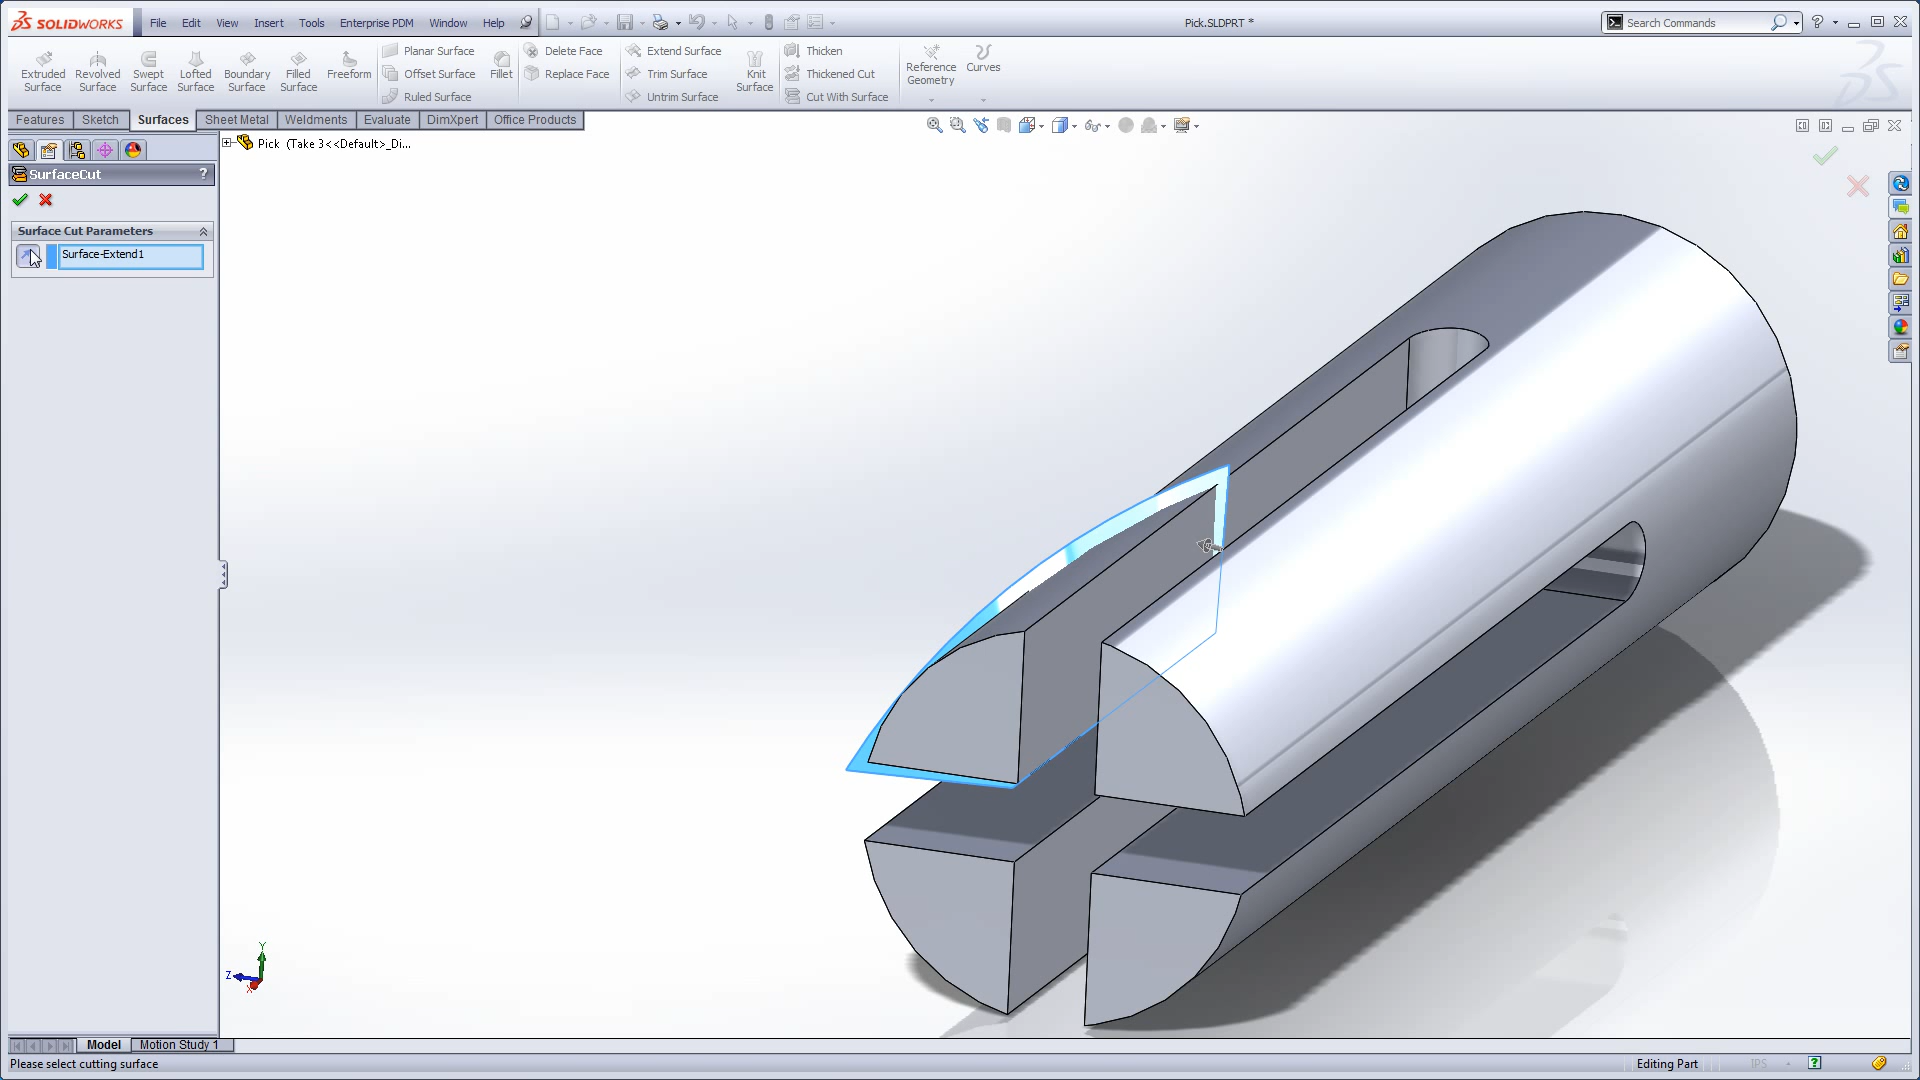 SOLIDWORKS File Edit View Insert Tools Enterprise PDM Window Help Pick.SLDPRT * Search Commands ?
Extruded Surface
Revolved Surface
Swept Surface
Lofted Surface
Boundary Surface
Filled Surface
Freeform
Planar Surface
Offset Surface
Ruled Surface
Fillet
Delete Face
Replace Face
Extend Surface
Trim Surface
Untrim Surface
Knit Surface
Thicken
Thickened Cut
Cut With Surface
Reference Geometry
Curves
Features Sketch Surfaces Sheet Metal Weldments Evaluate DimXpert Office Products
Pick (Take 3<<Default>_Di...
SurfaceCut ?
Surface Cut Parameters
Surface-Extend1
Y
Z
X
Model Motion Study 1
Please select cutting surface Editing Part IPS ?